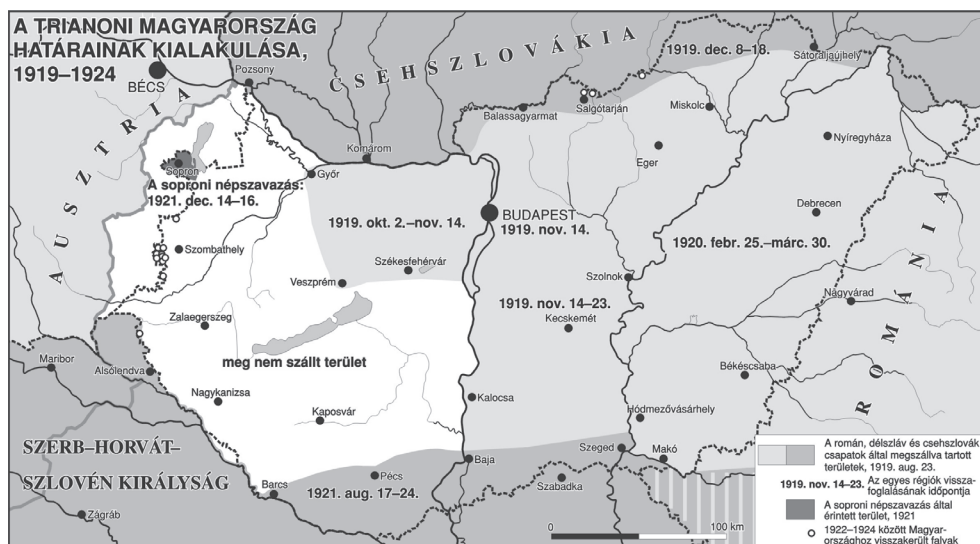 A TRIANONI MAGYARORSZÁG
HATÁRAINAK KIALAKULÁSA,
1919–1924
BÉCS
Pozsony
CSEHSZLOVÁKIA
1919. dec. 8–18.
Sátoraljaújhely
AUSZTRIA
Balassagyarmat
Salgótarján
Miskolc
Nyíregyháza
Komárom
Eger
Sopron
Győr
A soproni népszavazás:
1921. dec. 14–16.
1919. okt. 2.–nov. 14.
BUDAPEST
1919. nov. 14.
Debrecen
1920. febr. 25.–márc. 30.
Szombathely
Székesfehérvár
Veszprém
Szolnok
Nagyvárad
ROMÁNIA
1919. nov. 14–23.
Kecskemét
Zalaegerszeg
meg nem szállt terület
Maribor
Alsólendva
Békéscsaba
Nagykanizsa
Kaposvár
Kalocsa
Hódmezővásárhely
SZERB–HORVÁT–
SZLOVÉN KIRÁLYSÁG
Szeged
Makó
Baja
Pécs
Barcs
1921. aug. 17–24.
Szabadka
Zágráb
0 100 km
A román, délszláv és csehszlovák
csapatok által megszállva tartott
területek, 1919. aug. 23.
1919. nov. 14–23. Az egyes régiók vissza-
foglalásának időpontja
A soproni népszavazás által
érintett terület, 1921
1922–1924 között Magyar-
országhoz visszakerült falvak